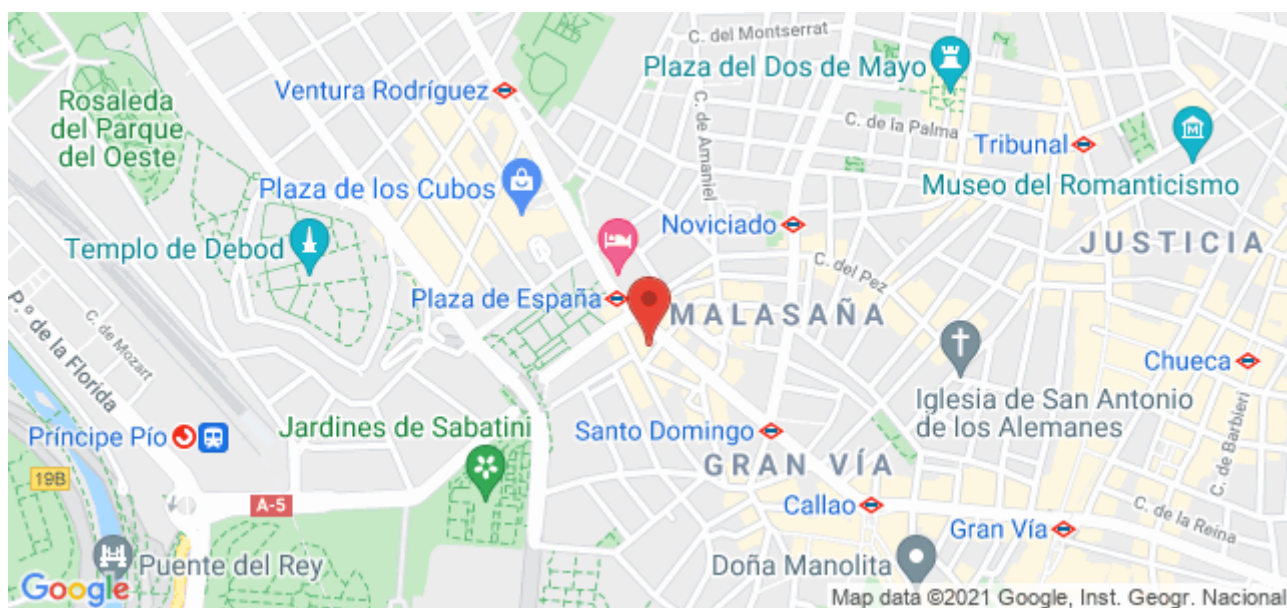 C. del Montserrat
Plaza del Dos de Mayo
Ventura Rodríguez
Rosaleda
del Parque
del Oeste
C. de Amaniel
C. de la Palma
Tribunal
Plaza de los Cubos
Museo del Romanticismo
Noviciado
Templo de Debod
JUSTICIA
C. del Pez
Plaza de España
MALASAÑA
P.º de la Florida
C. de Mozart
Chueca
Iglesia de San Antonio
de los Alemanes
C. de Barbieri
Jardines de Sabatini
Santo Domingo
Príncipe Pío
GRAN VÍA
19B
A-5
Callao
Gran Vía
C. de la Reina
Puente del Rey
Doña Manolita
Google
Map data ©2021 Google, Inst. Geogr. Nacional